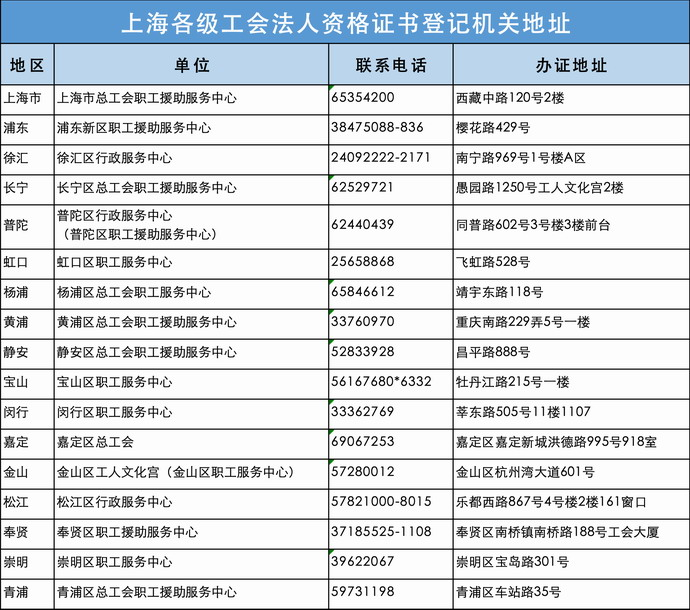 上海各级工会法人资格证书登记机关地址
地区 单位 联系电话 办证地址
上海市 上海市总工会职工援助服务中心 65354200 西藏中路120号2楼
浦东 浦东新区职工援助服务中心 38475088-836 樱花路429号
徐汇 徐汇区行政服务中心 24092222-2171 南宁路969号1号楼A区
长宁 长宁区总工会职工援助服务中心 62529721 愚园路1250号工人文化宫2楼
普陀 普陀区行政服务中心
（普陀区职工援助服务中心） 62440439 同普路602号3号楼3楼前台
虹口 虹口区职工服务中心 25658868 飞虹路528号
杨浦 杨浦区总工会职工服务中心 65846612 靖宇东路118号
黄浦 黄浦区总工会职工援助服务中心 33760970 重庆南路229弄5号一楼
静安 静安区总工会职工援助服务中心 52833928 昌平路888号
宝山 宝山区职工服务中心 56167680*6332 牡丹江路215号一楼
闵行 闵行区职工服务中心 33362769 莘东路505号11楼1107
嘉定 嘉定区总工会 69067253 嘉定区嘉定新城洪德路995号918室
金山 金山区工人文化宫（金山区职工服务中心） 57280012 金山区杭州湾大道601号
松江 松江区行政服务中心 57821000-8015 乐都西路867号4号楼2楼161窗口
奉贤 奉贤区职工援助服务中心 37185525-1108 奉贤区南桥镇南桥路188号工会大厦
崇明 崇明区职工服务中心 39622067 崇明区宝岛路301号
青浦 青浦区总工会职工援助服务中心 59731198 青浦区车站路35号